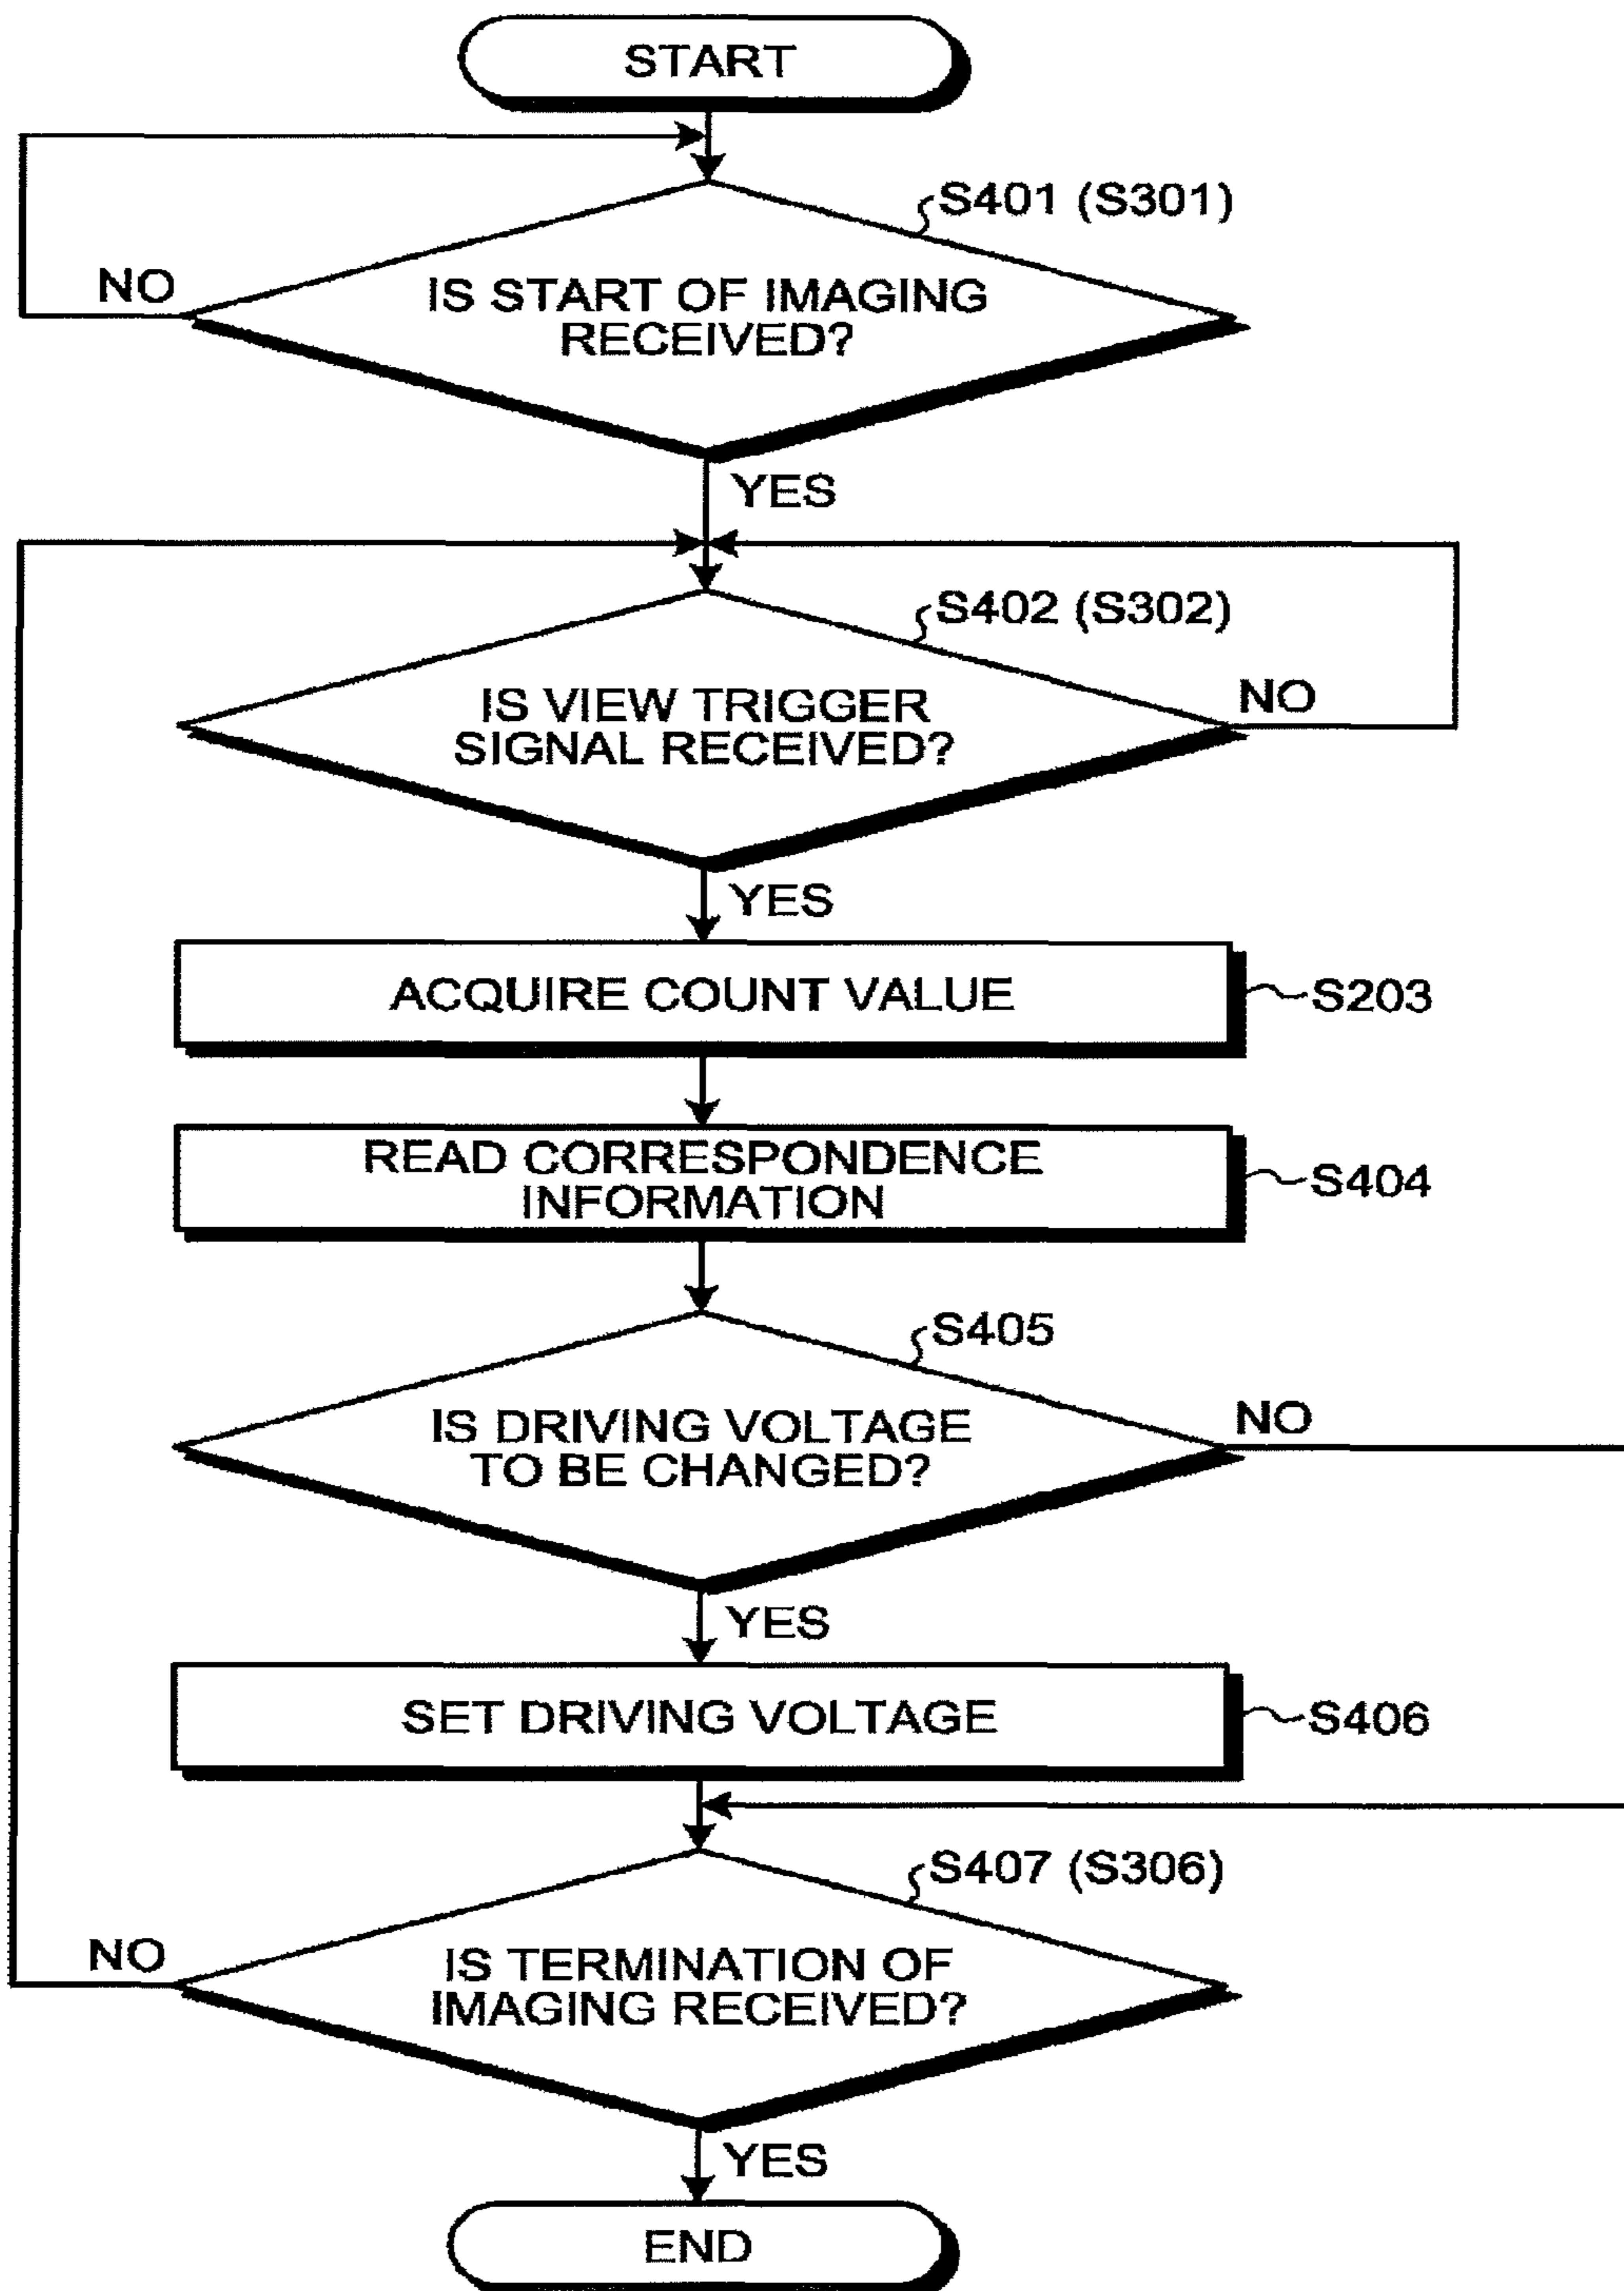 START
S401 (S301)
NO
IS START OF IMAGING
RECEIVED?
YES
S402 (S302)
NO
IS VIEW TRIGGER
SIGNAL RECEIVED?
YES
ACQUIRE COUNT VALUE
S203
READ CORRESPONDENCE
INFORMATION
S404
S405
NO
IS DRIVING VOLTAGE
TO BE CHANGED?
YES
SET DRIVING VOLTAGE
S406
S407 (S306)
NO
IS TERMINATION OF
IMAGING RECEIVED?
YES
END